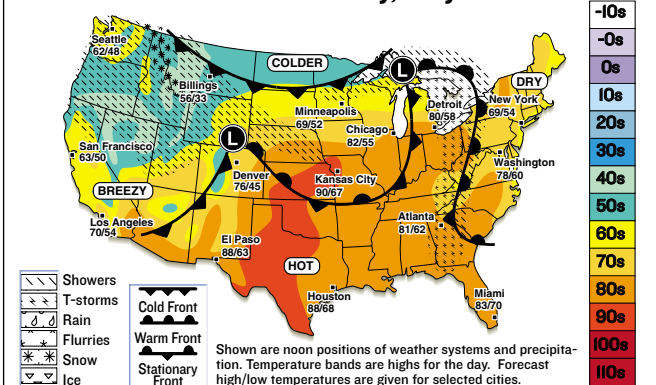 Seattle
62/48
Billings
56/33
COLDER
L
DRY
Minneapolis
69/52
Detroit
80/58
New York
69/54
Chicago
82/55
San Francisco
63/50
L
Denver
76/45
Kansas City
90/67
Washington
78/60
BREEZY
Los Angeles
70/54
Atlanta
81/62
El Paso
88/63
HOT
Houston
88/68
Miami
83/70
Showers
T-storms
Rain
Flurries
Snow
Ice
Cold Front
Warm Front
Stationary
Front
Shown are noon positions of weather systems and precipita-
tion. Temperature bands are highs for the day. Forecast
high/low temperatures are given for selected cities.
-10s
-0s
0s
10s
20s
30s
40s
50s
60s
70s
80s
90s
100s
110s